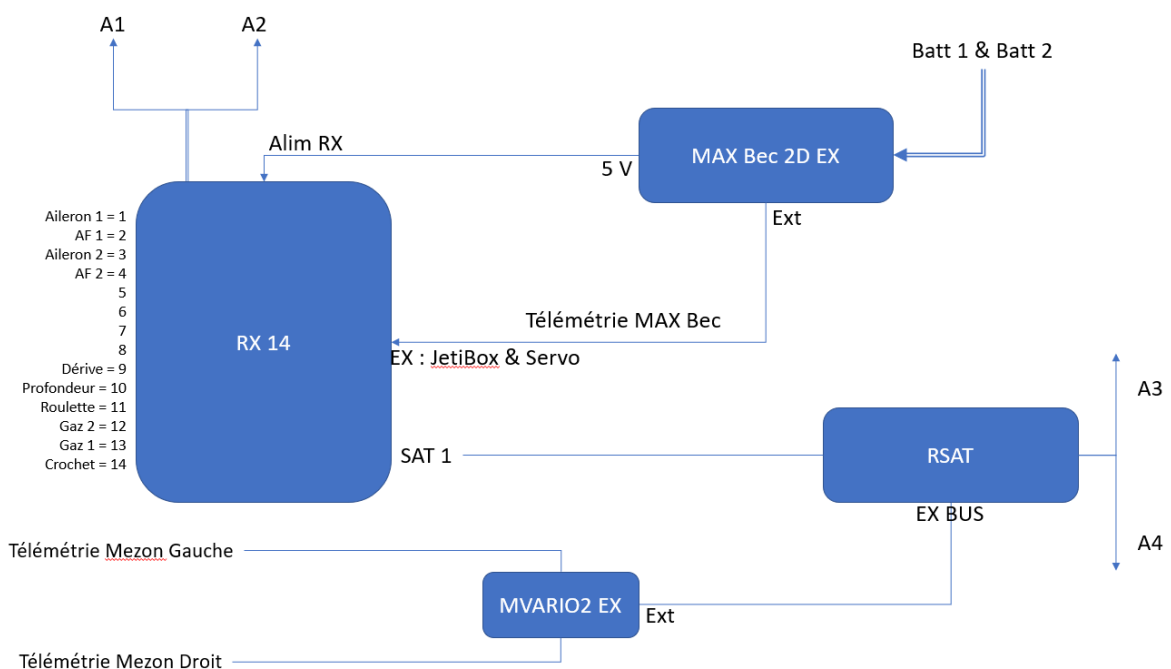 A1
A2
Batt 1 & Batt 2
Alim RX
5 V
MAX Bec 2D EX
Ext
Aileron 1 = 1
AF 1 = 2
Aileron 2 = 3
AF 2 = 4
5
6
7
8
Dérive = 9
Profondeur = 10
Roulette = 11
Gaz 2 = 12
Gaz 1 = 13
Crochet = 14
RX 14
Télémétrie MAX Bec
EX : JetiBox & Servo
SAT 1
RSAT
A3
A4
EX BUS
Télémétrie Mezon Gauche
MVARIO2 EX
Ext
Télémétrie Mezon Droit